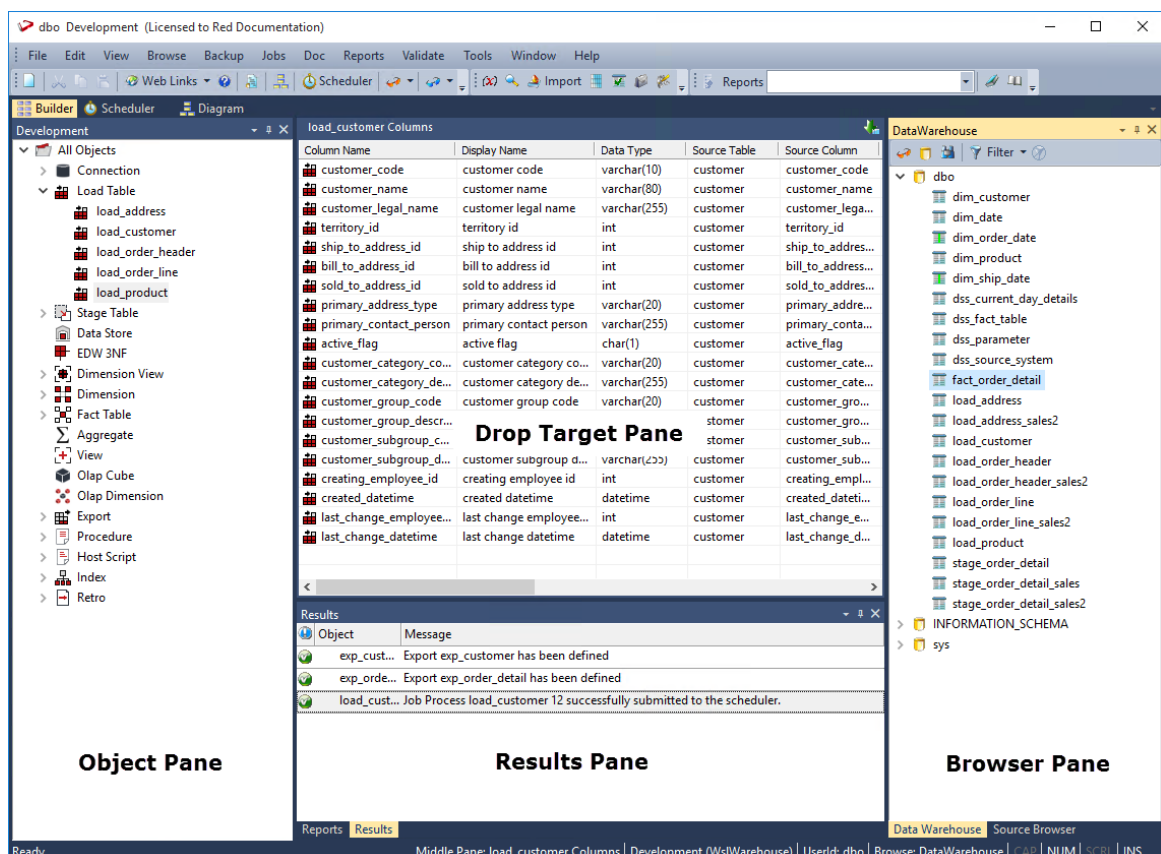 dbo Development (Licensed to Red Documentation)
File Edit View Browse Backup Jobs Doc Reports Validate Tools Window Help
Web Links Scheduler (x) Import Reports
Builder Scheduler Diagram
Development
All Objects
Connection
Load Table
load_address
load_customer
load_order_header
load_order_line
load_product
Stage Table
Data Store
EDW 3NF
Dimension View
Dimension
Fact Table
Aggregate
View
Olap Cube
Olap Dimension
Export
Procedure
Host Script
Index
Retro
Object Pane
load_customer Columns
Column Name Display Name Data Type Source Table Source Column
customer_code customer code varchar(10) customer customer_code
customer_name customer name varchar(80) customer customer_name
customer_legal_name customer legal name varchar(255) customer customer_lega...
territory_id territory id int customer territory_id
ship_to_address_id ship to address id int customer ship_to_addres...
bill_to_address_id bill to address id int customer bill_to_address...
sold_to_address_id sold to address id int customer sold_to_addres...
primary_address_type primary address type varchar(20) customer primary_addre...
primary_contact_person primary contact person varchar(255) customer primary_conta...
active_flag active flag char(1) customer active_flag
customer_category_co... customer category co... varchar(20) customer customer_cate...
customer_category_de... customer category de... varchar(255) customer customer_cate...
customer_group_code customer group code varchar(20) customer customer_gro...
customer_group_descr... stomer customer_gro...
Drop Target Pane
customer_subgroup_c... stomer customer_sub...
customer_subgroup_d... customer subgroup d... varchar(255) customer customer_sub...
creating_employee_id creating employee id int customer creating_empl...
created_datetime created datetime datetime customer created_dateti...
last_change_employee... last change employee... int customer last_change_e...
last_change_datetime last change datetime datetime customer last_change_d...
Results
Object Message
exp_cust... Export exp_customer has been defined
exp_orde... Export exp_order_detail has been defined
load_cust... Job Process load_customer 12 successfully submitted to the scheduler.
Results Pane
Reports Results
DataWarehouse
Filter
dbo
dim_customer
dim_date
dim_order_date
dim_product
dim_ship_date
dss_current_day_details
dss_fact_table
dss_parameter
dss_source_system
fact_order_detail
load_address
load_address_sales2
load_customer
load_order_header
load_order_header_sales2
load_order_line
load_order_line_sales2
load_product
stage_order_detail
stage_order_detail_sales
stage_order_detail_sales2
INFORMATION_SCHEMA
sys
Browser Pane
Data Warehouse Source Browser
Ready Middle Pane: load_customer Columns Development (WslWarehouse) UserId: dbo Browse: DataWarehouse CAP NUM SCRL INS